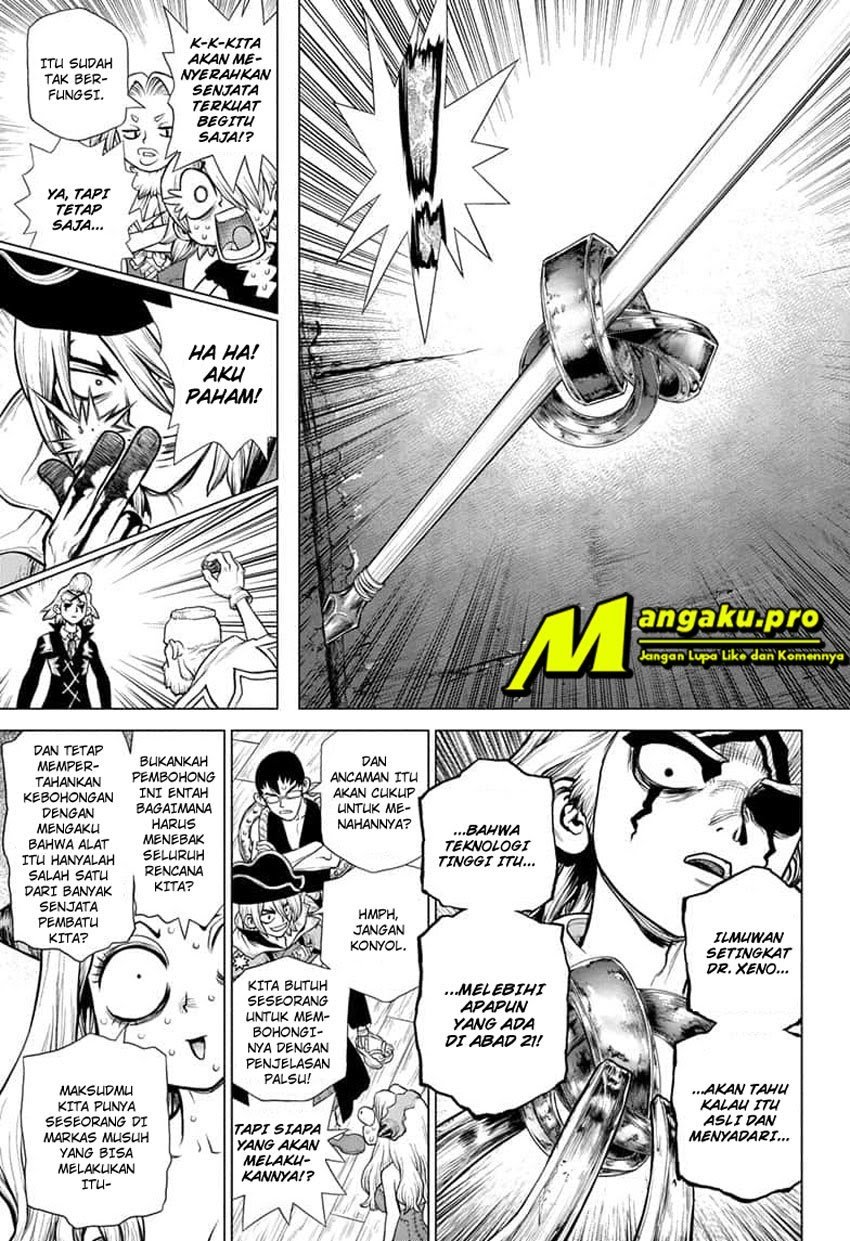 K-K-KITA
AKAN ME-
NYERAHKAN
SENJATA
TERKUAT
BEGITU
SAJA!?
ITU SUDAH
TAK BER-
FUNGSI.
YA, TAPI
TETAP
SAJA...
HA HA!
AKU
PAHAM!
Mangaku.pro
Jangan Lupa Like dan Komennya
ILMUWAN
SETINGKAT
DR. XENO...
...AKAN TAHU
KALAU ITU
ASLI DAN
MENYADARI...
...BAHWA
TEKNOLOGI
TINGGI ITU...
...MELEBIHI
APAPUN
YANG ADA
DI ABAD 21!
DAN
ANCAMAN ITU
AKAN CUKUP
UNTUK ME-
NAHANNYA?
HMPH,
JANGAN
KONYOL.
KITA BUTUH
SESEORANG
UNTUK MEM-
BOHONGI-
NYA DENGAN
PENJELASAN
PALSU!
TAPI SIAPA
YANG AKAN
MELAKU-
KANNYA!?
BUKANKAH
PEMBOHONG
INI ENTAH
BAGAIMANA
HARUS
MENEBAK
SELURUH
RENCANA
KITA?
DAN TETAP
MEMPER-
TAHANKAN
KEBOHONGAN
DENGAN
MENGAKU
BAHWA ALAT
ITU HANYALAH
SALAH SATU
DARI BANYAK
SENJATA
PEMBATU
KITA?
MAKSUDMU
KITA PUNYA
SESEORANG DI
MARKAS MUSUH
YANG BISA
MELAKUKAN
ITU-